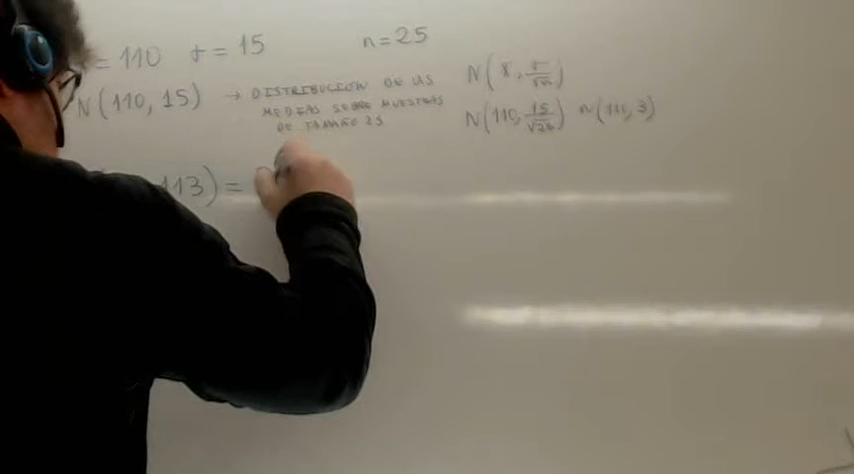 = 110 σ = 15 n = 25
N(110, 15) → DISTRIBUCION DE LAS
MEDIAS SOBRE MUESTRAS
DE TAMAÑO 25
N(x̄, σ/√n)
N(110, 15/√25) N(110, 3)
113) =